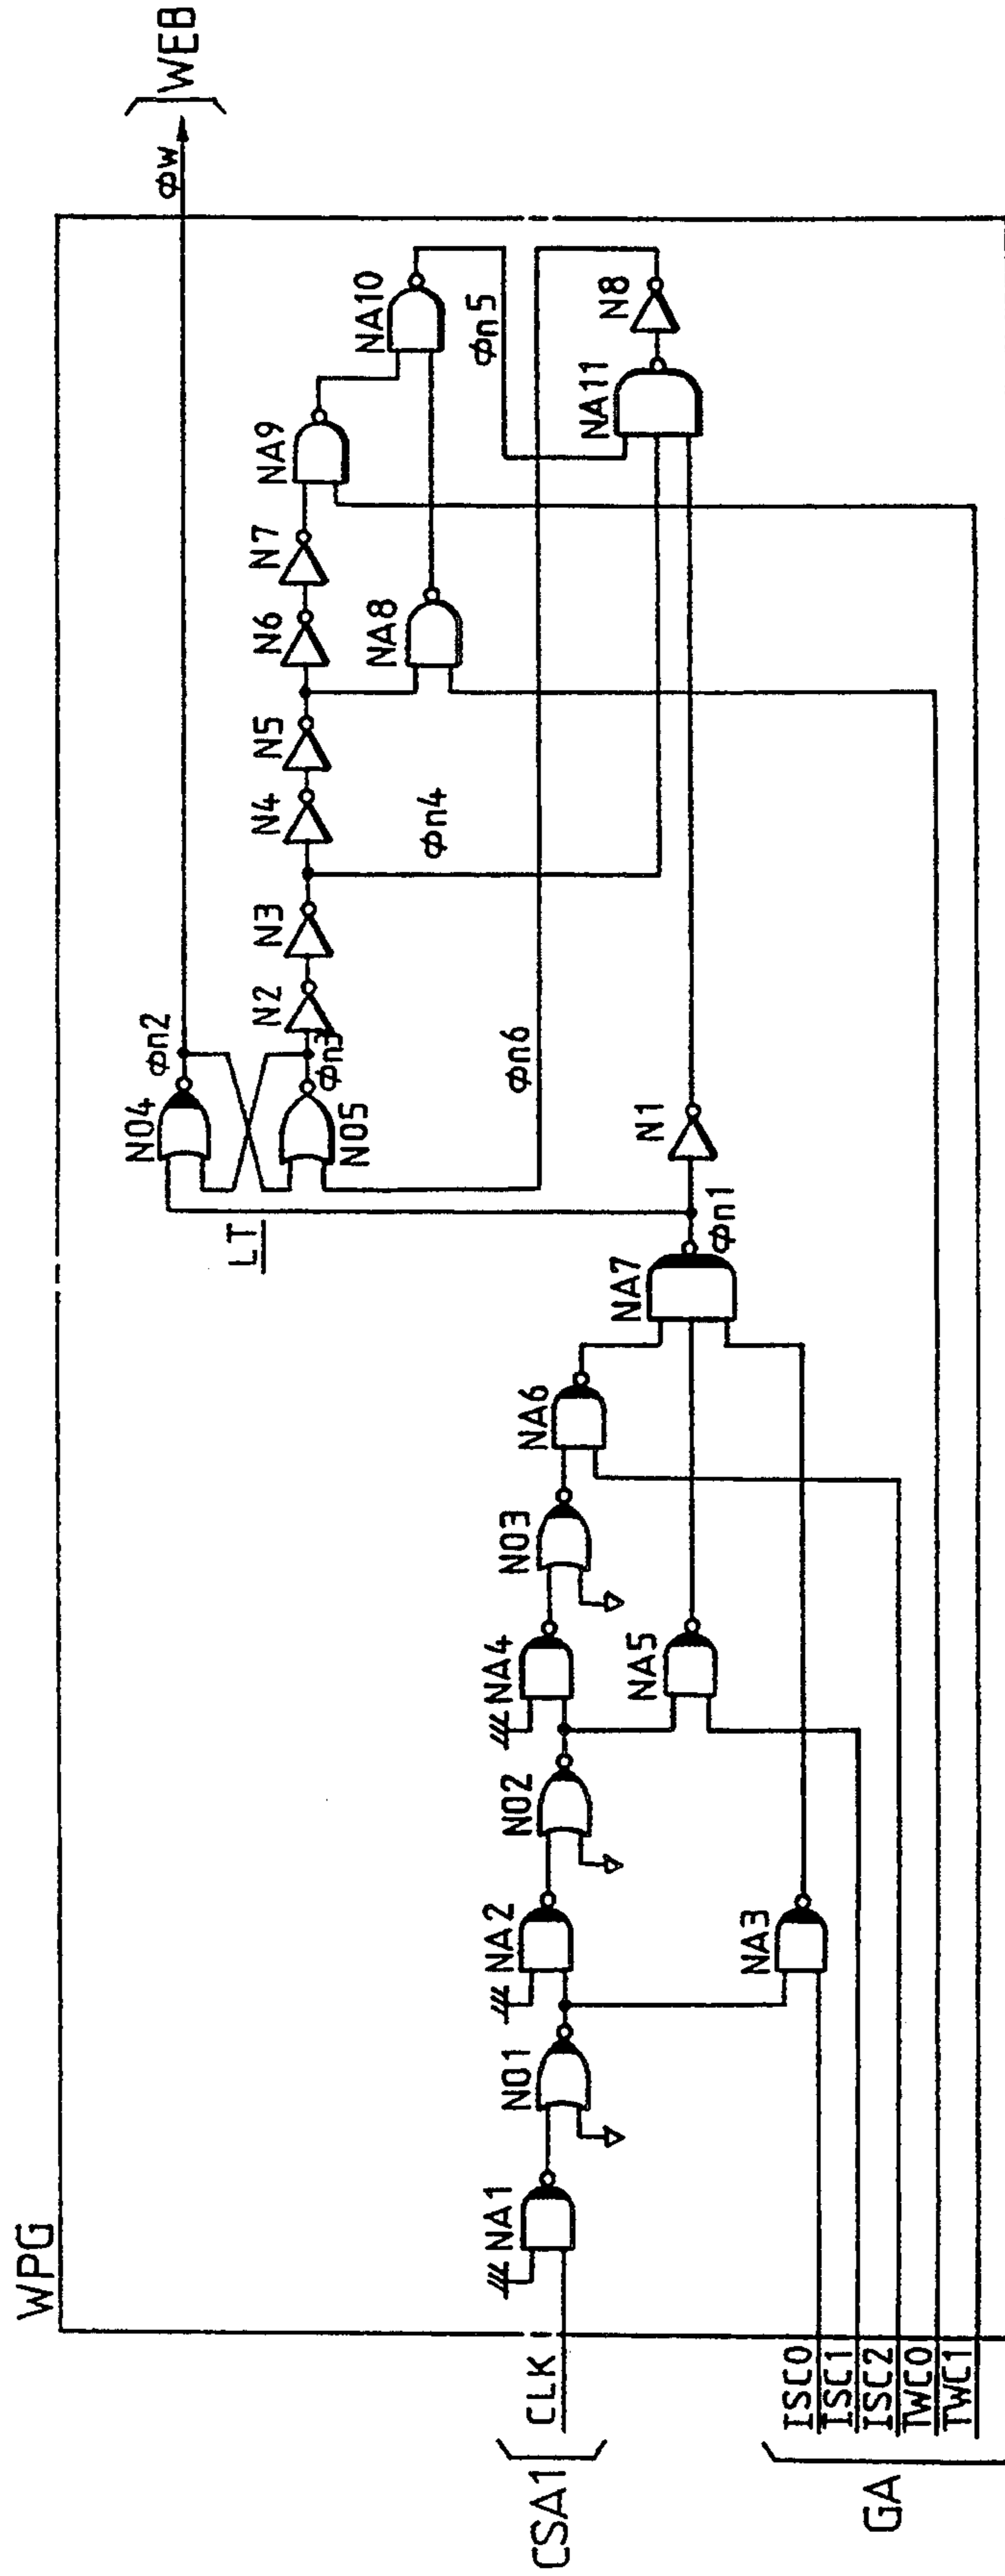 WPG
φw
WEB
φn2
NO4
LT
NO5
φn3
N2
N3
N4
N5
N6
N7
NA9
NA10
φn4
NA8
φn5
φn6
NA11
N8
N1
φn1
NA7
NA6
NO3
NA4
NA5
NO2
NA2
NA3
NO1
NA1
CSA1
CLK
GA
ISC0
ISC1
ISC2
TWC0
TWC1